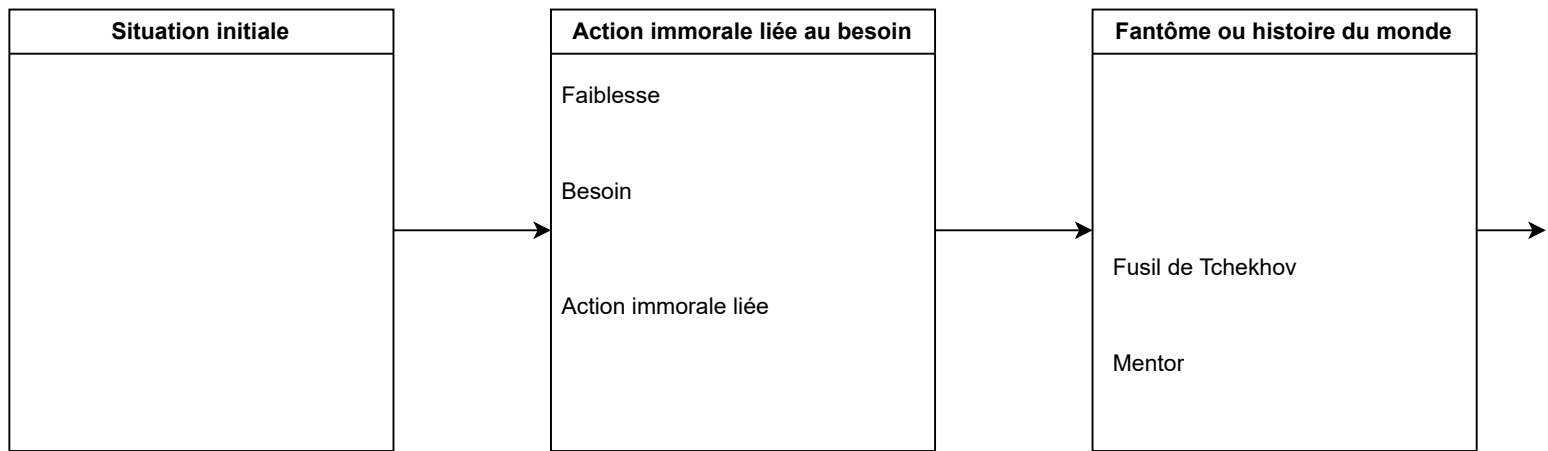 Situation initiale
Action immorale liée au besoin
Faiblesse
Besoin
Action immorale liée
Fantôme ou histoire du monde
Fusil de Tchekhov
Mentor